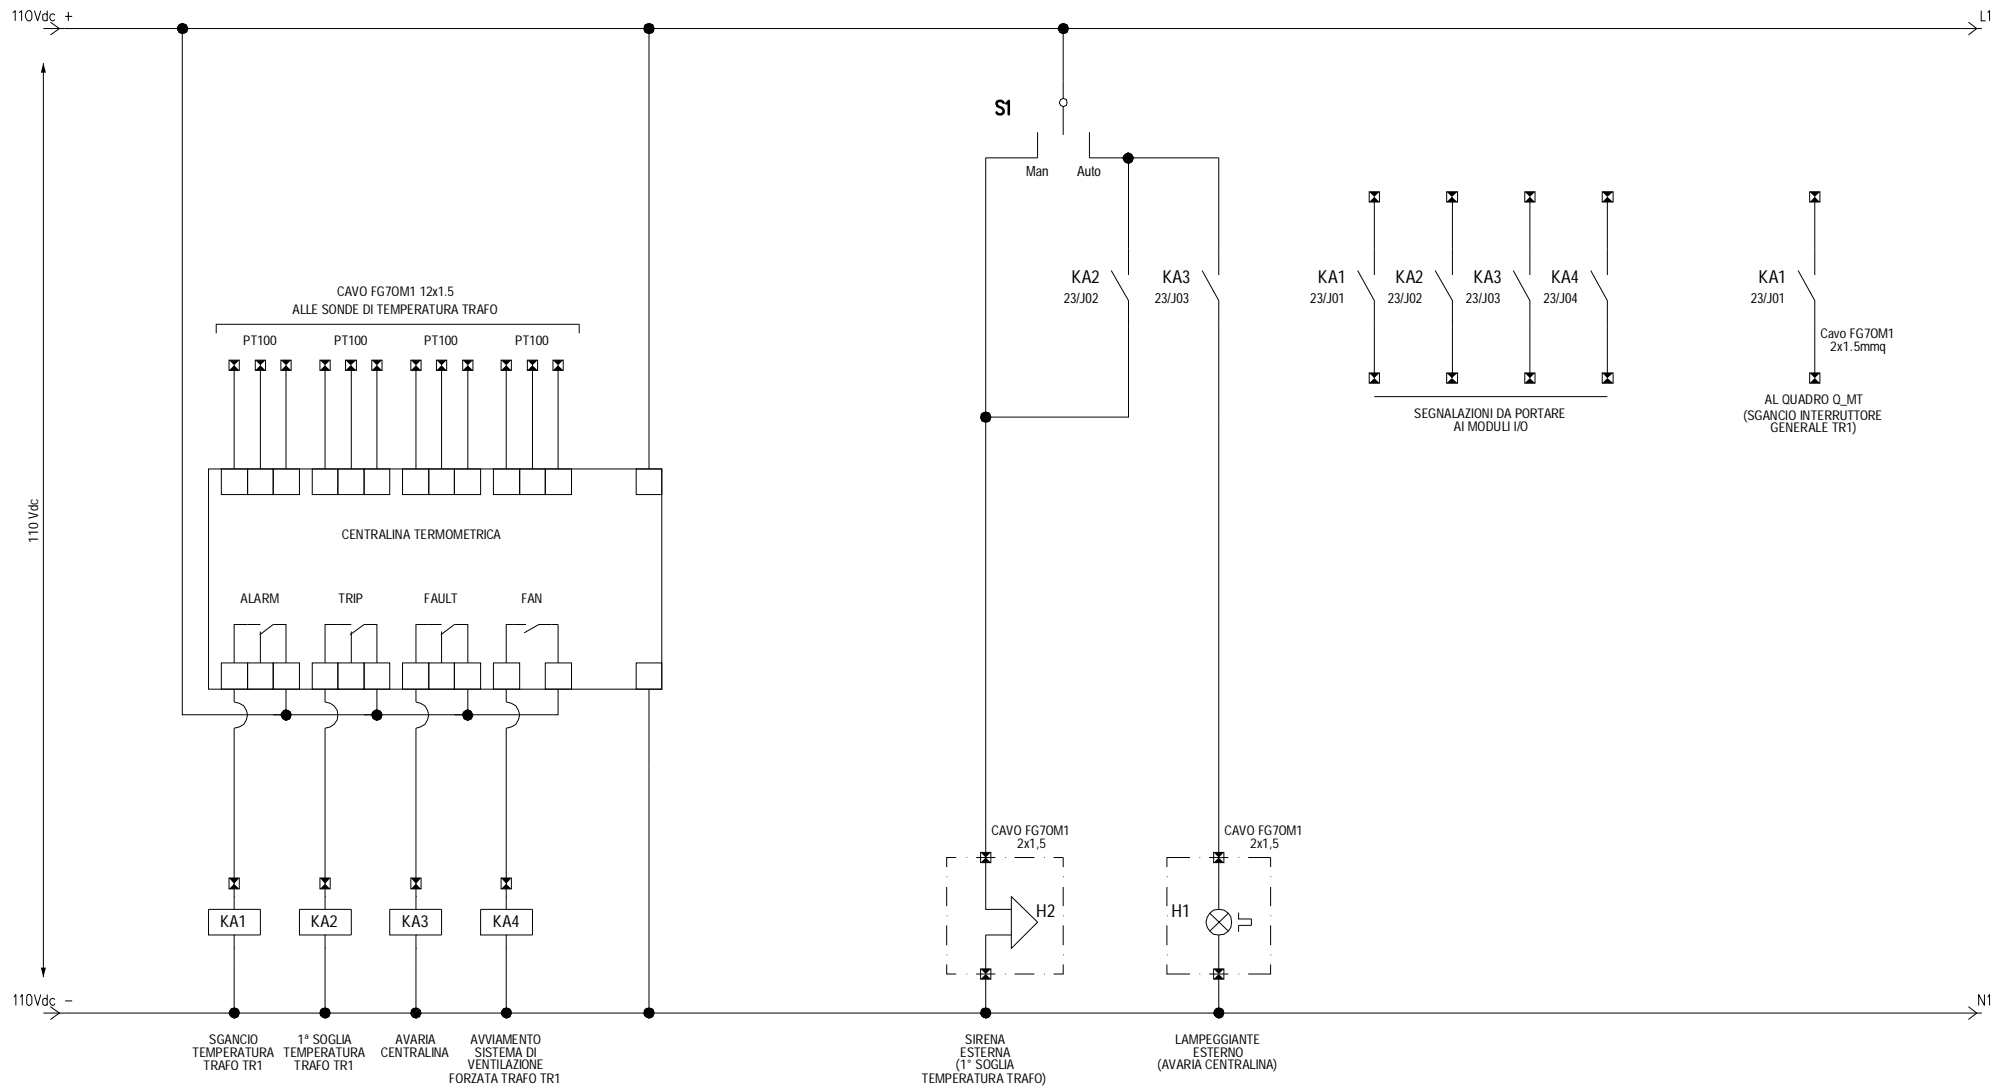 110Vdc +
L1
S1
Man
Auto
KA2
23/J02
KA3
23/J03
KA1
23/J01
KA2
23/J02
KA3
23/J03
KA4
23/J04
KA1
23/J01
Cavo FG7OM1
2x1.5mmq
CAVO FG7OM1 12x1.5
ALLE SONDE DI TEMPERATURA TRAFO
PT100
PT100
PT100
PT100
SEGNALAZIONI DA PORTARE
AI MODULI I/O
AL QUADRO Q_MT
(SGANCIO INTERRUTTORE
GENERALE TR1)
110 Vdc
CENTRALINA TERMOMETRICA
ALARM
TRIP
FAULT
FAN
CAVO FG7OM1
2x1,5
CAVO FG7OM1
2x1,5
KA1
KA2
KA3
KA4
H2
H1
110Vdc -
N1
SGANCIO
TEMPERATURA
TRAFO TR1
1ª SOGLIA
TEMPERATURA
TRAFO TR1
AVARIA
CENTRALINA
AVVIAMENTO
SISTEMA DI
VENTILAZIONE
FORZATA TRAFO TR1
SIRENA
ESTERNA
(1° SOGLIA
TEMPERATURA TRAFO)
LAMPEGGIANTE
ESTERNO
(AVARIA CENTRALINA)